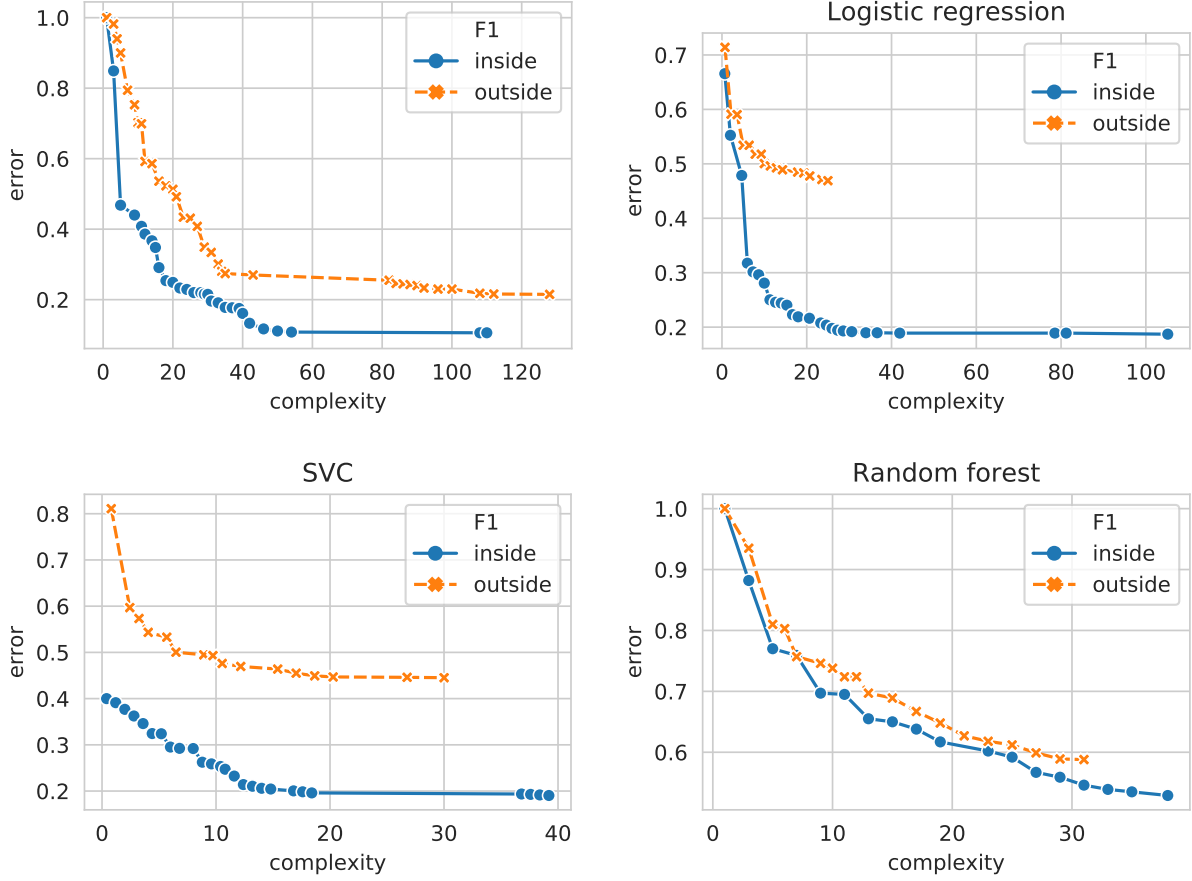 1.0
0.8
0.6
0.4
0.2
error
0 20 40 60 80 100 120
complexity
F1
inside
outside
Logistic regression
0.7
0.6
0.5
0.4
0.3
0.2
error
0 20 40 60 80 100
complexity
F1
inside
outside
SVC
0.8
0.7
0.6
0.5
0.4
0.3
0.2
error
0 10 20 30 40
complexity
F1
inside
outside
Random forest
1.0
0.9
0.8
0.7
0.6
error
0 10 20 30
complexity
F1
inside
outside